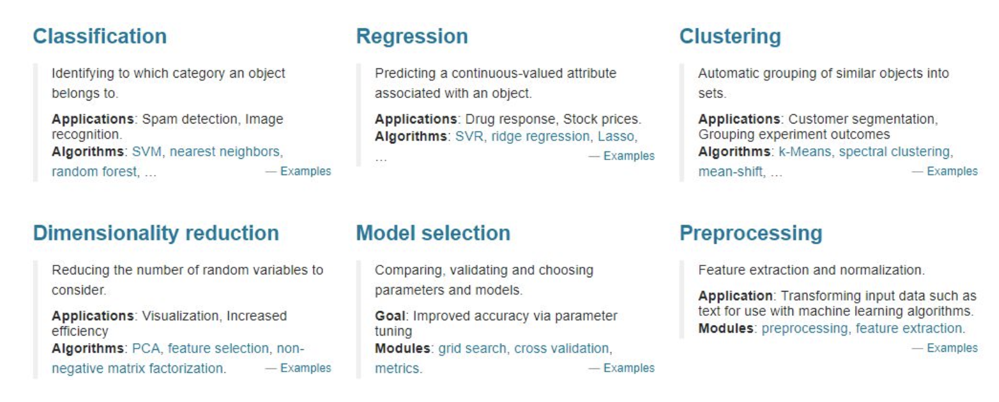 Classification
Identifying to which category an object
belongs to.
Applications: Spam detection, Image
recognition.
Algorithms: SVM, nearest neighbors,
random forest, … — Examples
Regression
Predicting a continuous-valued attribute
associated with an object.
Applications: Drug response, Stock prices.
Algorithms: SVR, ridge regression, Lasso,
… — Examples
Clustering
Automatic grouping of similar objects into
sets.
Applications: Customer segmentation,
Grouping experiment outcomes
Algorithms: k-Means, spectral clustering,
mean-shift, … — Examples
Dimensionality reduction
Reducing the number of random variables to
consider.
Applications: Visualization, Increased
efficiency
Algorithms: PCA, feature selection, non-
negative matrix factorization. — Examples
Model selection
Comparing, validating and choosing
parameters and models.
Goal: Improved accuracy via parameter
tuning
Modules: grid search, cross validation,
metrics. — Examples
Preprocessing
Feature extraction and normalization.
Application: Transforming input data such as
text for use with machine learning algorithms.
Modules: preprocessing, feature extraction.
— Examples